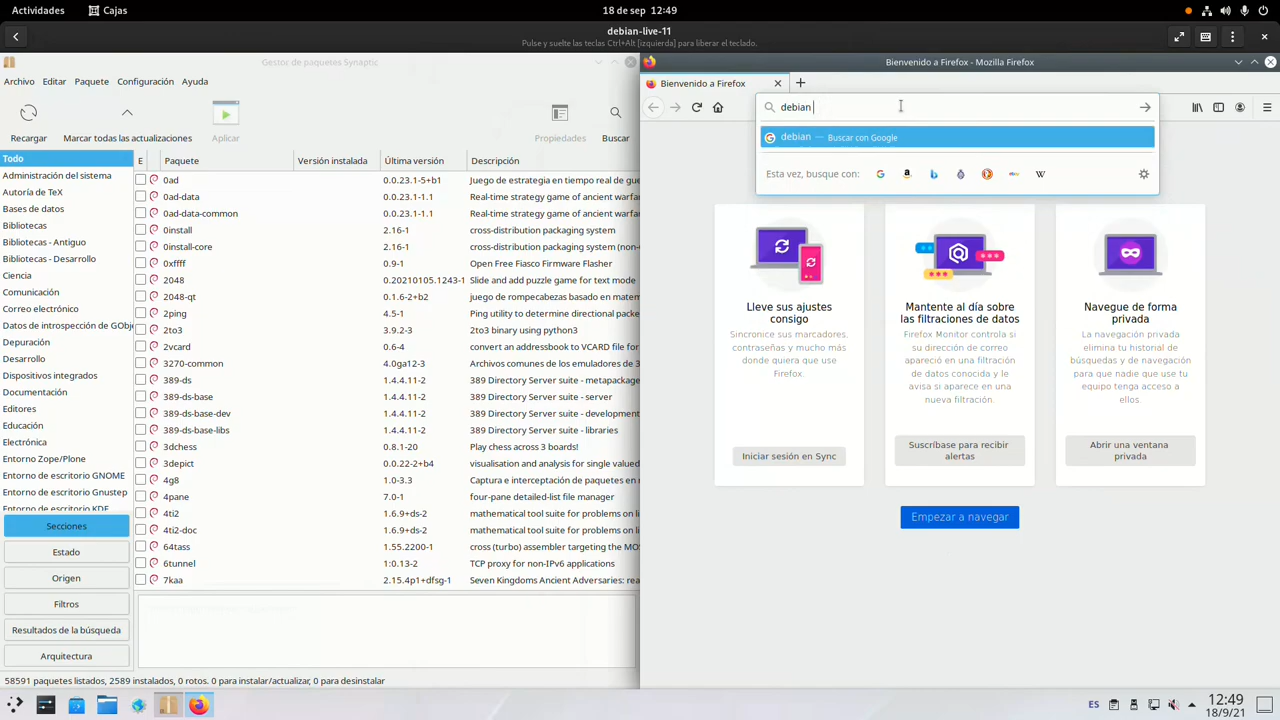 Actividades
Cajas
18 de sep 12:49
debian-live-11
Pulse y suelte las teclas Ctrl+Alt [izquierda] para liberar el teclado.
Gestor de paquetes Synaptic
Archivo Editar Paquete Configuración Ayuda
Recargar
Marcar todas las actualizaciones
Aplicar
Propiedades
Buscar
Todo
Administración del sistema
Autoría de TeX
Bases de datos
Bibliotecas
Bibliotecas - Antiguo
Bibliotecas - Desarrollo
Ciencia
Comunicación
Correo electrónico
Datos de introspección de GObje
Depuración
Desarrollo
Dispositivos integrados
Documentación
Editores
Educación
Electrónica
Entorno Zope/Plone
Entorno de escritorio GNOME
Entorno de escritorio Gnustep
Entorno de escritorio KDE
Secciones
Estado
Origen
Filtros
Resultados de la búsqueda
Arquitectura
E Paquete Versión instalada Última versión Descripción
0ad 0.0.23.1-5+b1 Juego de estrategia en tiempo real de gue
0ad-data 0.0.23.1-1.1 Real-time strategy game of ancient warfa
0ad-data-common 0.0.23.1-1.1 Real-time strategy game of ancient warfa
0install 2.16-1 cross-distribution packaging system
0install-core 2.16-1 cross-distribution packaging system (non-
0xffff 0.9-1 Open Free Fiasco Firmware Flasher
2048 0.20210105.1243-1 Slide and add puzzle game for text mode
2048-qt 0.1.6-2+b2 juego de rompecabezas basado en matem
2ping 4.5-1 Ping utility to determine directional packe
2to3 3.9.2-3 2to3 binary using python3
2vcard 0.6-4 convert an addressbook to VCARD file for
3270-common 4.0ga12-3 Archivos comunes de los emuladores de 3
389-ds 1.4.4.11-2 389 Directory Server suite - metapackage
389-ds-base 1.4.4.11-2 389 Directory Server suite - server
389-ds-base-dev 1.4.4.11-2 389 Directory Server suite - development
389-ds-base-libs 1.4.4.11-2 389 Directory Server suite - libraries
3dchess 0.8.1-20 Play chess across 3 boards!
3depict 0.0.22-2+b4 visualisation and analysis for single valued
4g8 1.0-3.3 Captura e interceptación de paquetes en
4pane 7.0-1 four-pane detailed-list file manager
4ti2 1.6.9+ds-2 mathematical tool suite for problems on li
4ti2-doc 1.6.9+ds-2 mathematical tool suite for problems on li
64tass 1.55.2200-1 cross (turbo) assembler targeting the MOS
6tunnel 1:0.13-2 TCP proxy for non-IPv6 applications
7kaa 2.15.4p1+dfsg-1 Seven Kingdoms Ancient Adversaries: rea
58591 paquetes listados, 2589 instalados, 0 rotos. 0 para instalar/actualizar, 0 para desinstalar
Bienvenido a Firefox - Mozilla Firefox
Bienvenido a Firefox
debian
debian — Buscar con Google
Esta vez, busque con:
Lleve sus ajustes
consigo
Sincronice sus marcadores,
contraseñas y mucho más
donde quiera que use
Firefox.
Iniciar sesión en Sync
Mantente al día sobre
las filtraciones de datos
Firefox Monitor controla si
su dirección de correo
apareció en una filtración
de datos conocida y le
avisa si aparece en una
nueva filtración.
Suscríbase para recibir
alertas
Navegue de forma
privada
La navegación privada
elimina tu historial de
búsquedas y de navegación
para que nadie que use tu
equipo tenga acceso a
ellos.
Abrir una ventana
privada
Empezar a navegar
ES
12:49
18/9/21